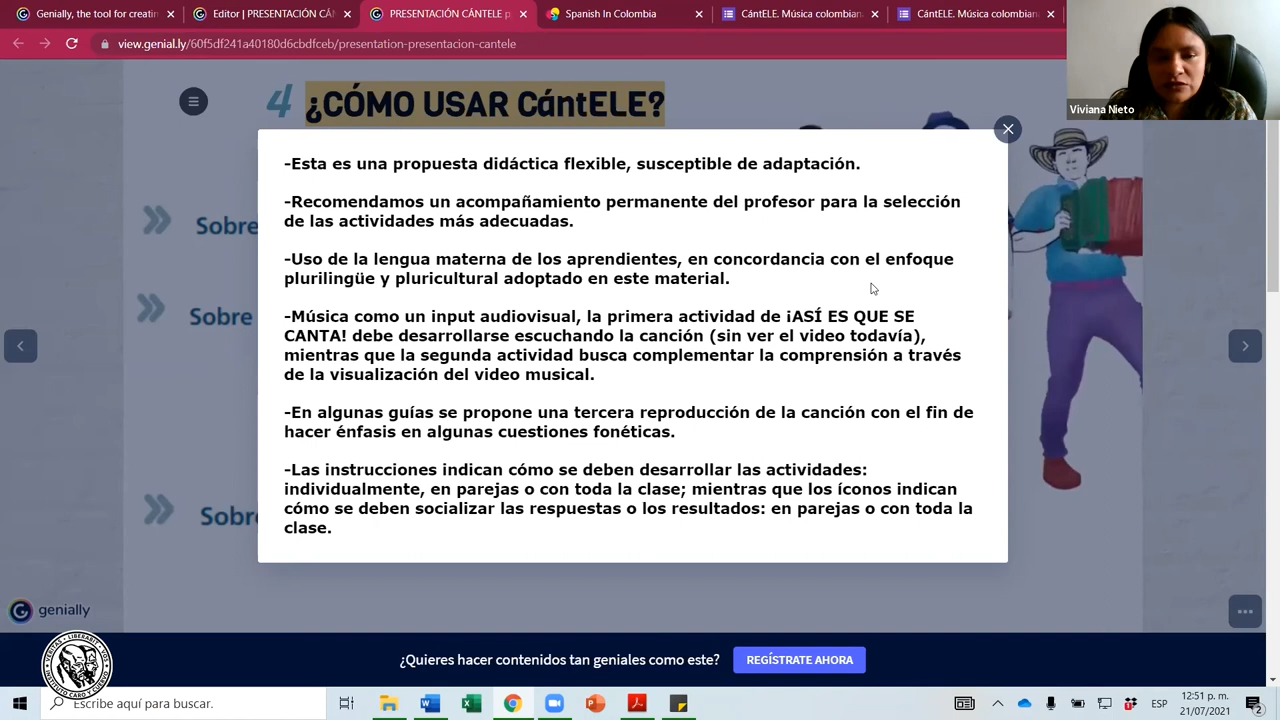 Genially, the tool for creatin
Editor | PRESENTACIÓN CÁN
PRESENTACIÓN CÁNTELE p
Spanish In Colombia
CántELE. Música colombian
CántELE. Música colombian
view.genial.ly/60f5df241a40180d6cbdfceb/presentation-presentacion-cantele
Viviana Nieto
4 ¿CÓMO USAR CántELE?
-Esta es una propuesta didáctica flexible, susceptible de adaptación.
-Recomendamos un acompañamiento permanente del profesor para la selección
de las actividades más adecuadas.
Sobre
-Uso de la lengua materna de los aprendientes, en concordancia con el enfoque
plurilingüe y pluricultural adoptado en este material.
Sobre
-Música como un input audiovisual, la primera actividad de ¡ASÍ ES QUE SE
CANTA! debe desarrollarse escuchando la canción (sin ver el video todavía),
mientras que la segunda actividad busca complementar la comprensión a través
de la visualización del video musical.
-En algunas guías se propone una tercera reproducción de la canción con el fin de
hacer énfasis en algunas cuestiones fonéticas.
-Las instrucciones indican cómo se deben desarrollar las actividades:
individualmente, en parejas o con toda la clase; mientras que los íconos indican
cómo se deben socializar las respuestas o los resultados: en parejas o con toda la
clase.
Sobre
genially
¿Quieres hacer contenidos tan geniales como este?
REGÍSTRATE AHORA
Escribe aquí para buscar.
ESP
12:51 p. m.
21/07/2021
2